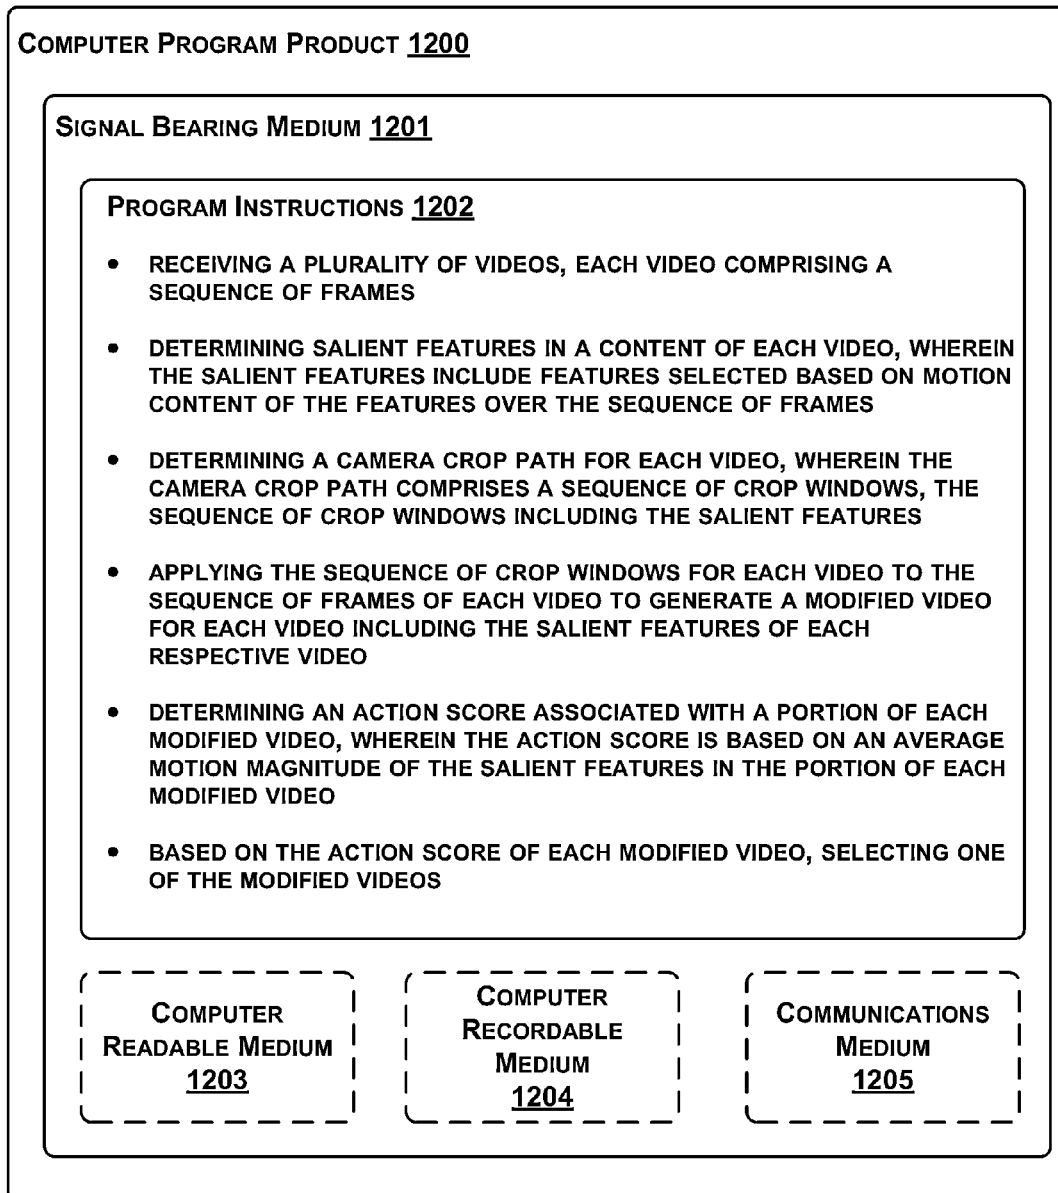 COMPUTER PROGRAM PRODUCT 1200
SIGNAL BEARING MEDIUM 1201
PROGRAM INSTRUCTIONS 1202
• RECEIVING A PLURALITY OF VIDEOS, EACH VIDEO COMPRISING A
SEQUENCE OF FRAMES
• DETERMINING SALIENT FEATURES IN A CONTENT OF EACH VIDEO, WHEREIN
THE SALIENT FEATURES INCLUDE FEATURES SELECTED BASED ON MOTION
CONTENT OF THE FEATURES OVER THE SEQUENCE OF FRAMES
• DETERMINING A CAMERA CROP PATH FOR EACH VIDEO, WHEREIN THE
CAMERA CROP PATH COMPRISES A SEQUENCE OF CROP WINDOWS, THE
SEQUENCE OF CROP WINDOWS INCLUDING THE SALIENT FEATURES
• APPLYING THE SEQUENCE OF CROP WINDOWS FOR EACH VIDEO TO THE
SEQUENCE OF FRAMES OF EACH VIDEO TO GENERATE A MODIFIED VIDEO
FOR EACH VIDEO INCLUDING THE SALIENT FEATURES OF EACH
RESPECTIVE VIDEO
• DETERMINING AN ACTION SCORE ASSOCIATED WITH A PORTION OF EACH
MODIFIED VIDEO, WHEREIN THE ACTION SCORE IS BASED ON AN AVERAGE
MOTION MAGNITUDE OF THE SALIENT FEATURES IN THE PORTION OF EACH
MODIFIED VIDEO
• BASED ON THE ACTION SCORE OF EACH MODIFIED VIDEO, SELECTING ONE
OF THE MODIFIED VIDEOS
COMPUTER
READABLE MEDIUM
1203
COMPUTER
RECORDABLE
MEDIUM
1204
COMMUNICATIONS
MEDIUM
1205